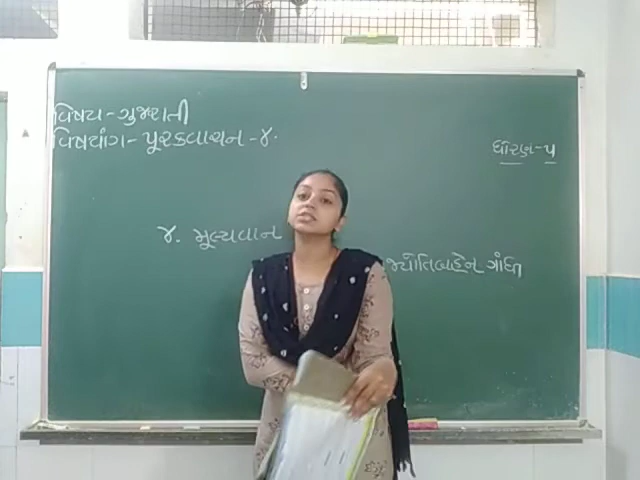 વિષય - ગુજરાતી
વિષયાંગ - પૂરકવાચન - ૪.
ધોરણ - ૫
૪. મૂલ્યવાન
જ્યોતિબહેન ગાંધી